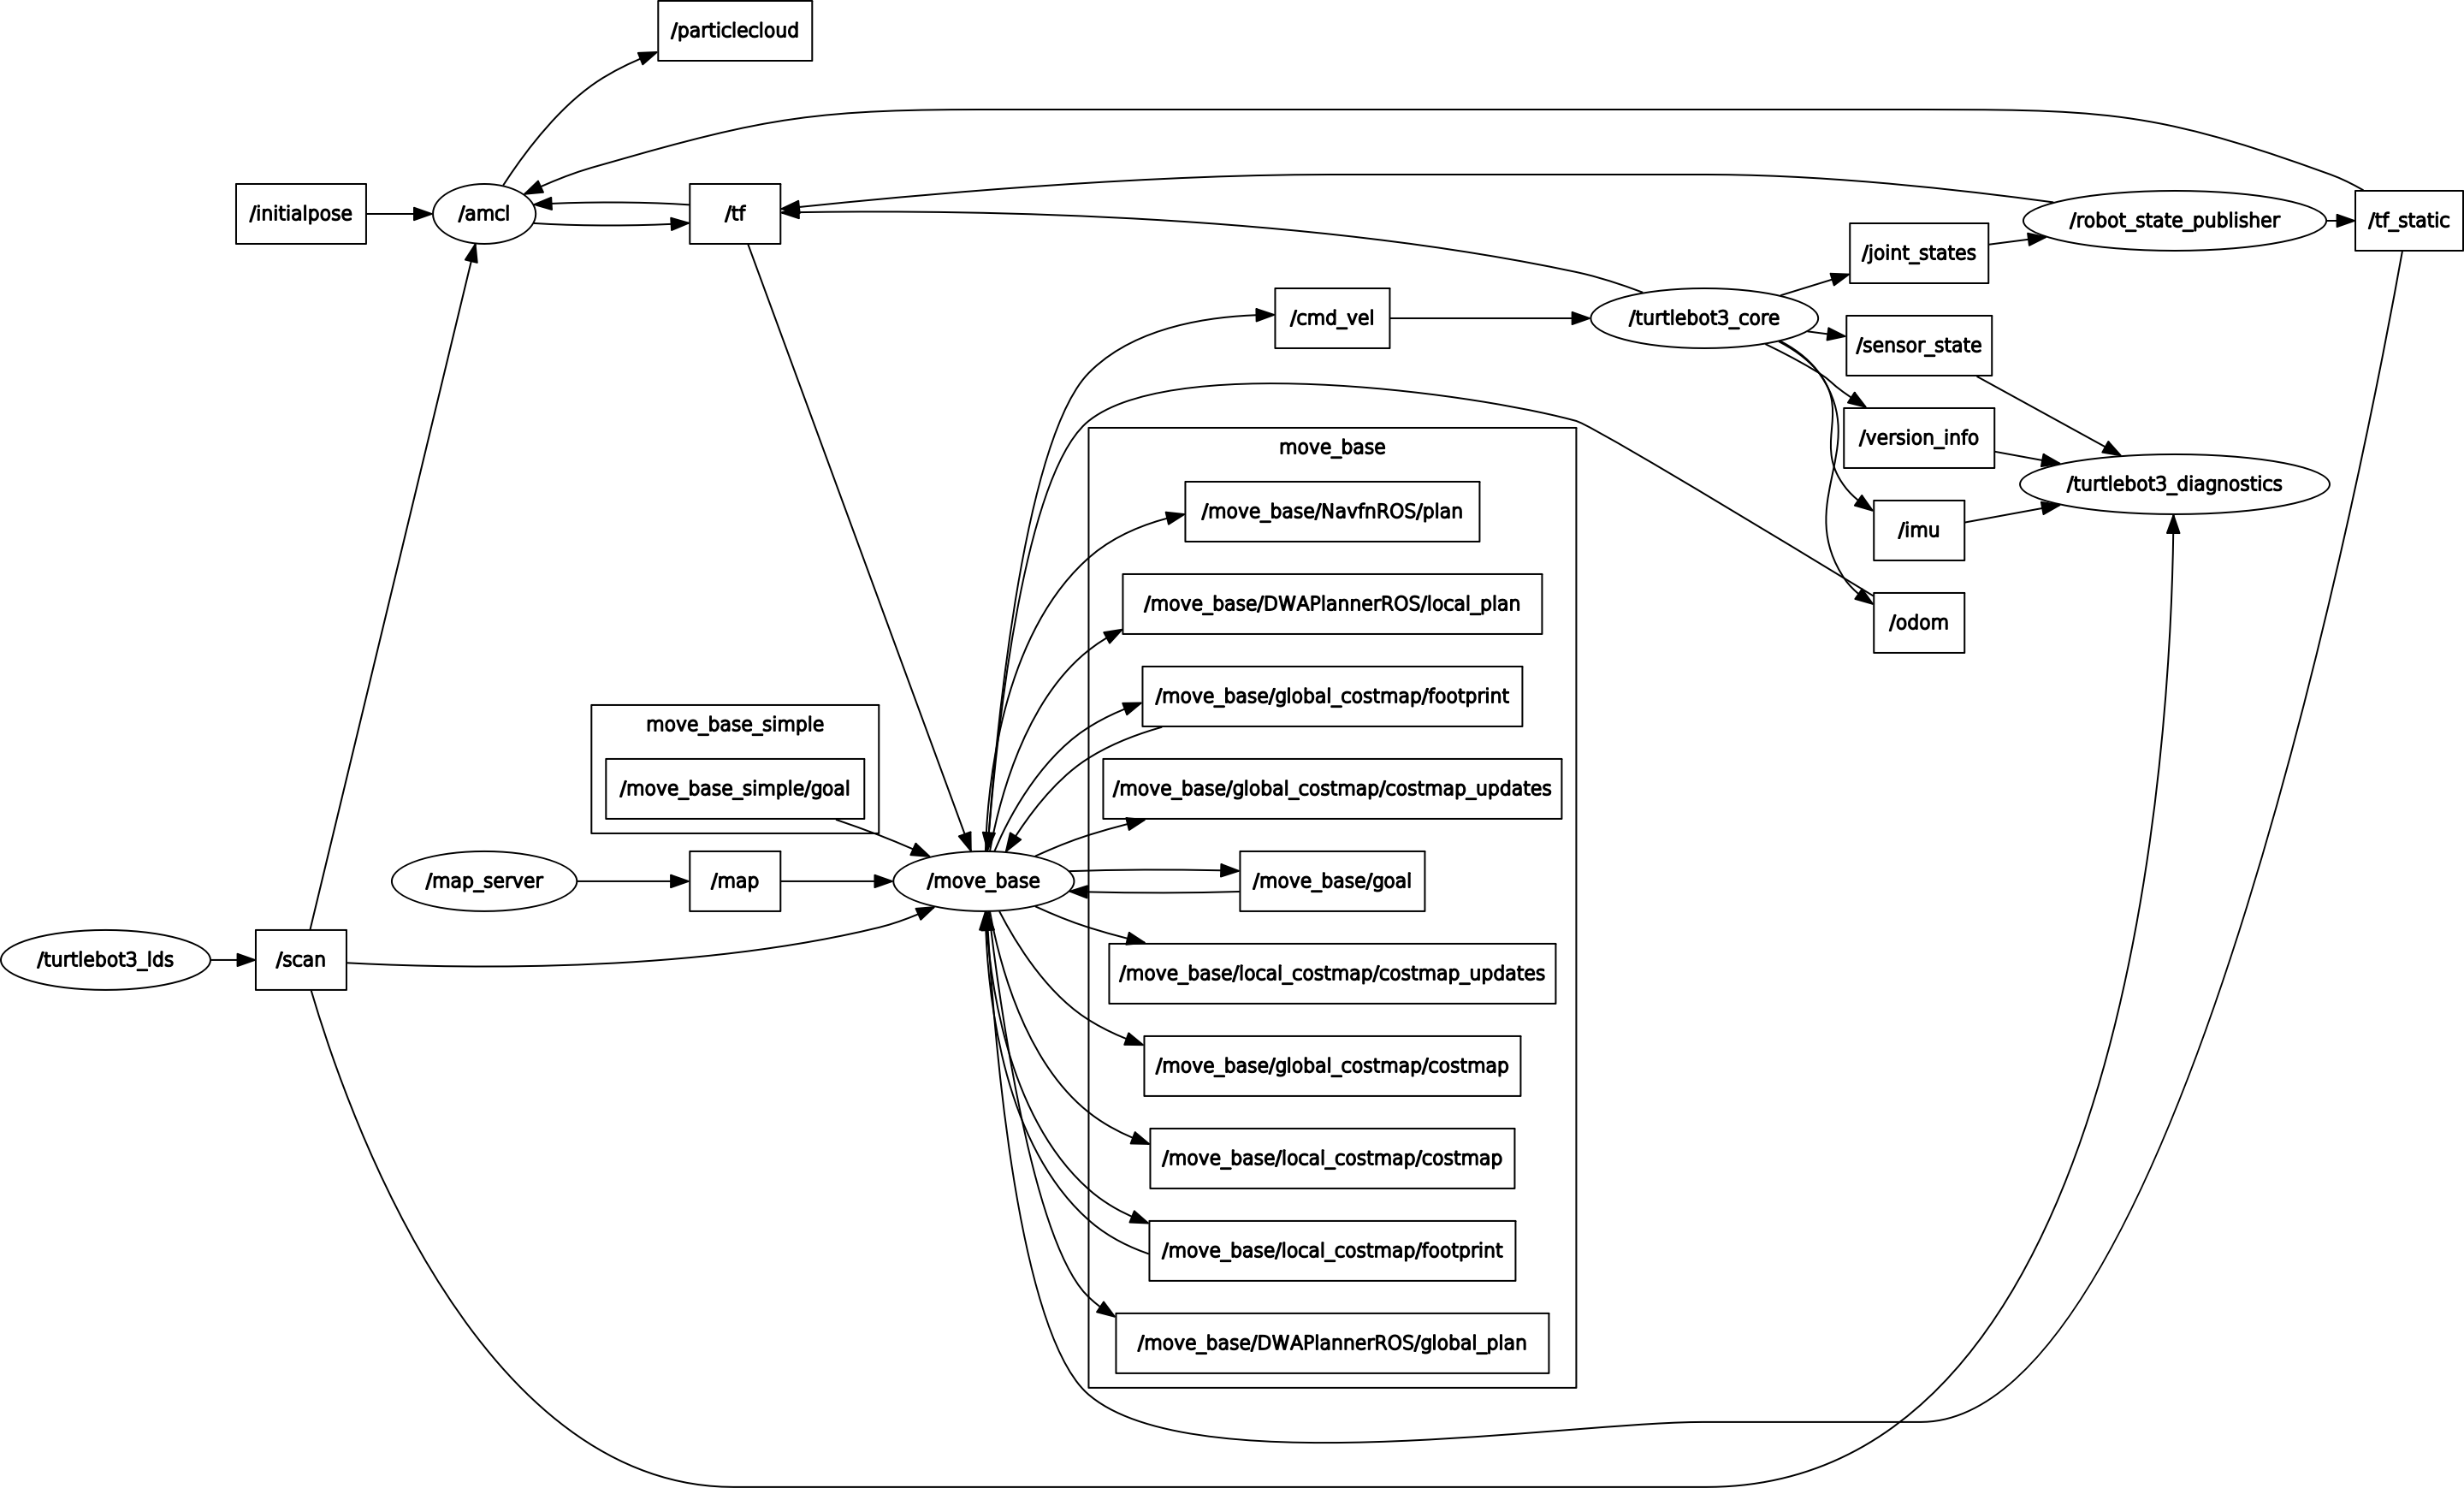 /particlecloud
/initialpose
/amcl
/tf
/robot_state_publisher
/tf_static
/joint_states
/cmd_vel
/turtlebot3_core
/sensor_state
/version_info
move_base
/turtlebot3_diagnostics
/move_base/NavfnROS/plan
/imu
/move_base/DWAPlannerROS/local_plan
/odom
/move_base/global_costmap/footprint
move_base_simple
/move_base_simple/goal
/move_base/global_costmap/costmap_updates
/map_server
/map
/move_base
/move_base/goal
/turtlebot3_lds
/scan
/move_base/local_costmap/costmap_updates
/move_base/global_costmap/costmap
/move_base/local_costmap/costmap
/move_base/local_costmap/footprint
/move_base/DWAPlannerROS/global_plan